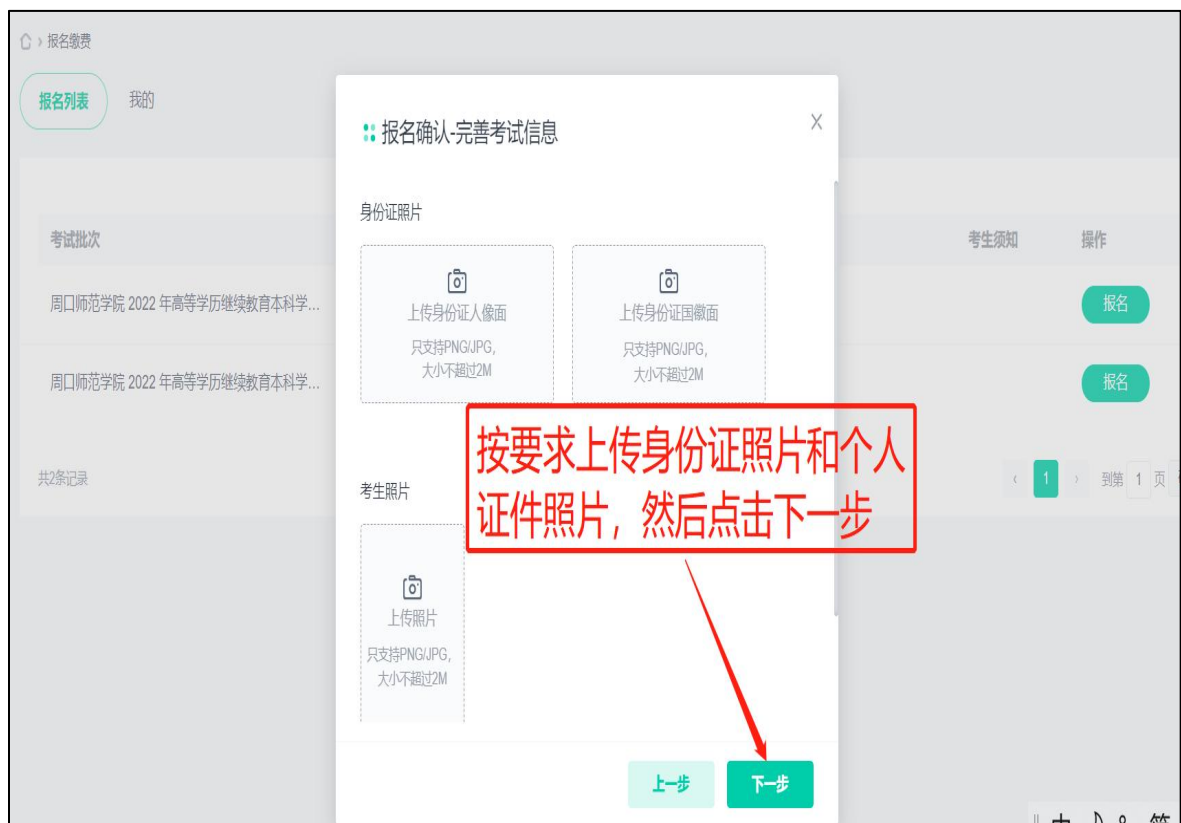 报名缴费
报名列表 我的
报名确认-完善考试信息 X
身份证照片
考试批次 考生须知 操作
上传身份证人像面 上传身份证国徽面
只支持PNG/JPG, 只支持PNG/JPG,
大小不超过2M 大小不超过2M
周口师范学院 2022 年高等学历继续教育本科学... 报名
周口师范学院 2022 年高等学历继续教育本科学... 报名
按要求上传身份证照片和个人
证件照片，然后点击下一步
共2条记录 ‹ 1 › 到第 1 页
考生照片
上传照片
只支持PNG/JPG,
大小不超过2M
上一步 下一步
中